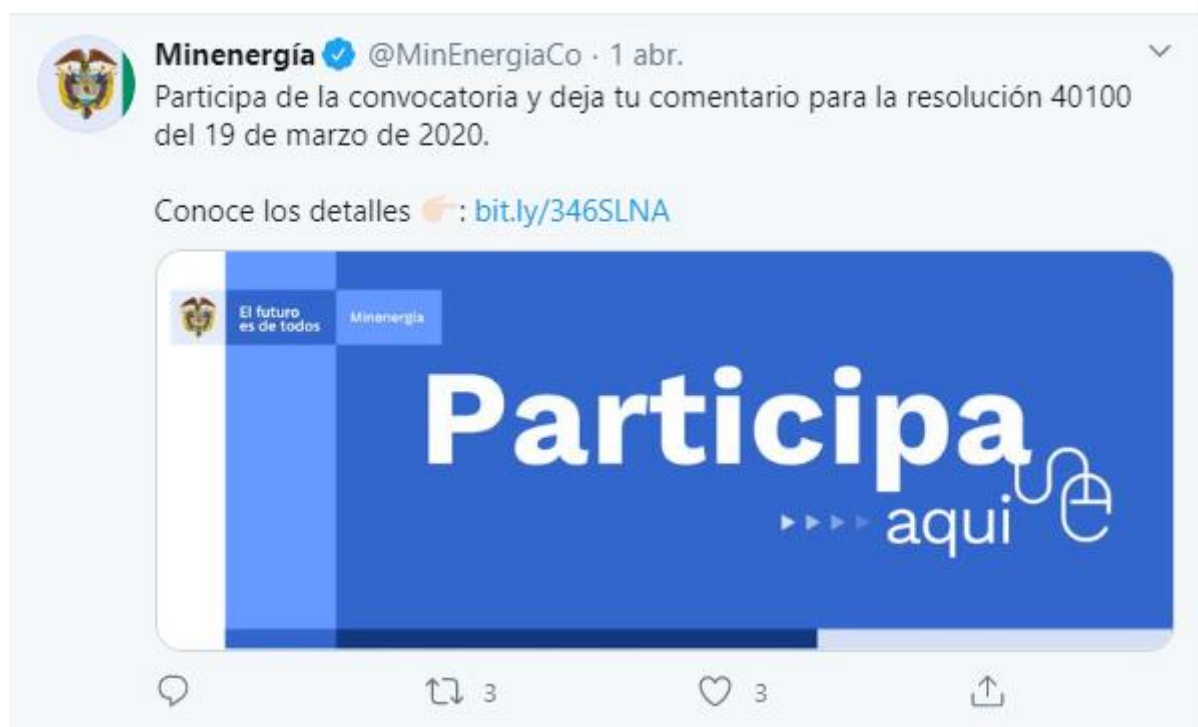 Minenergía @MinEnergiaCo · 1 abr.
Participa de la convocatoria y deja tu comentario para la resolución 40100
del 19 de marzo de 2020.
Conoce los detalles 👉🏻: bit.ly/346SLNA
El futuro
es de todos
Minenergía
Participa
aqui
3
3